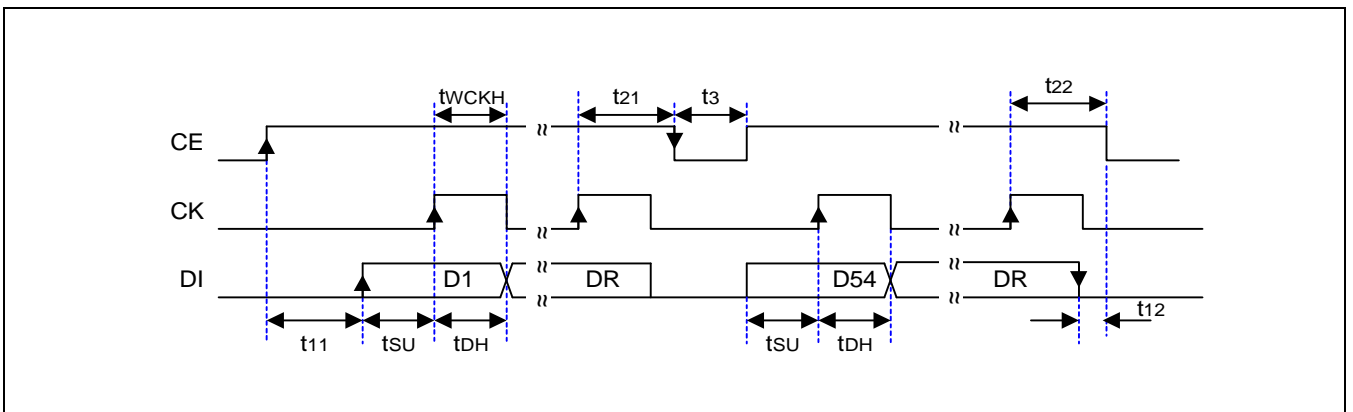 tWCKH t21 t3 t22
CE
CK
DI D1 DR D54 DR
t11 tSU tDH tSU tDH t12